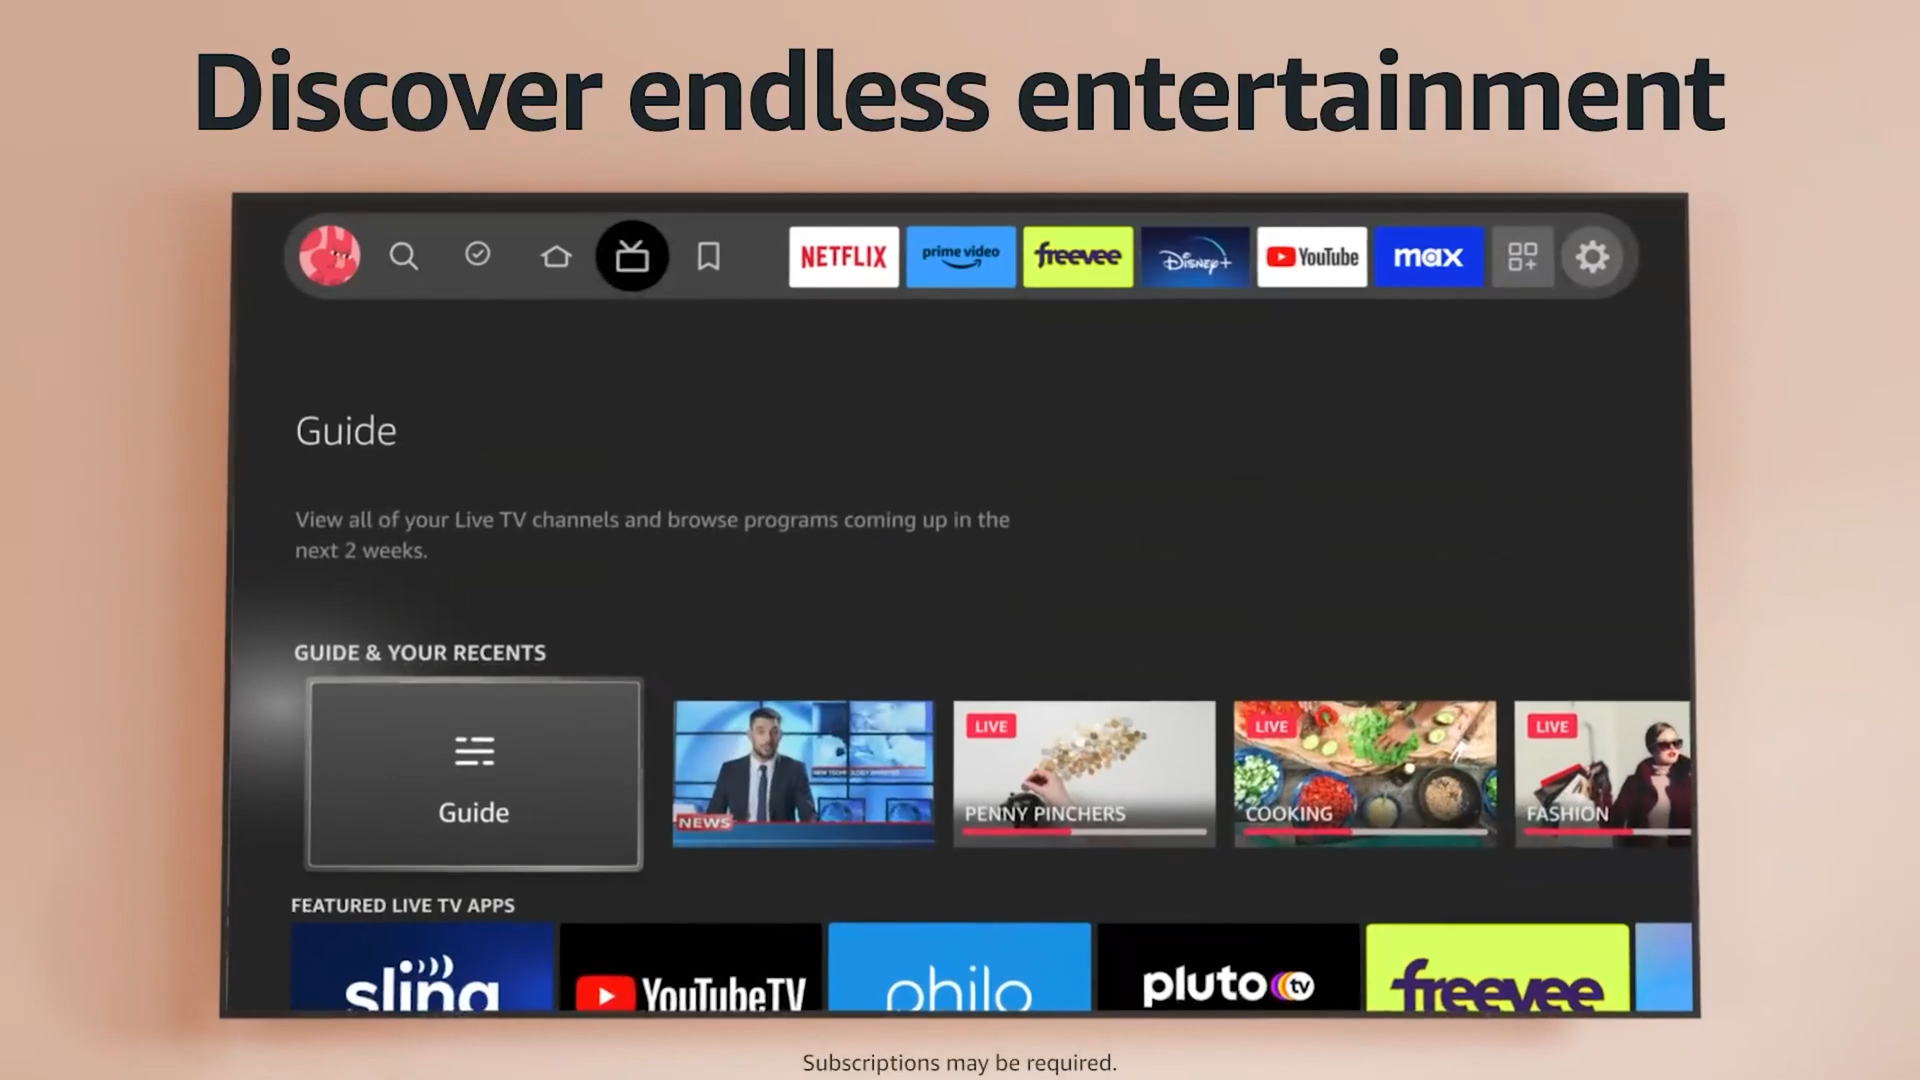 Discover endless entertainment
NETFLIX
prime video
freevee
Disney+
YouTube
max
Guide
View all of your Live TV channels and browse programs coming up in the
next 2 weeks.
GUIDE & YOUR RECENTS
Guide
NEWS
LIVE
PENNY PINCHERS
LIVE
COOKING
LIVE
FASHION
FEATURED LIVE TV APPS
sling
YouTubeTV
philo
pluto tv
freevee
Subscriptions may be required.